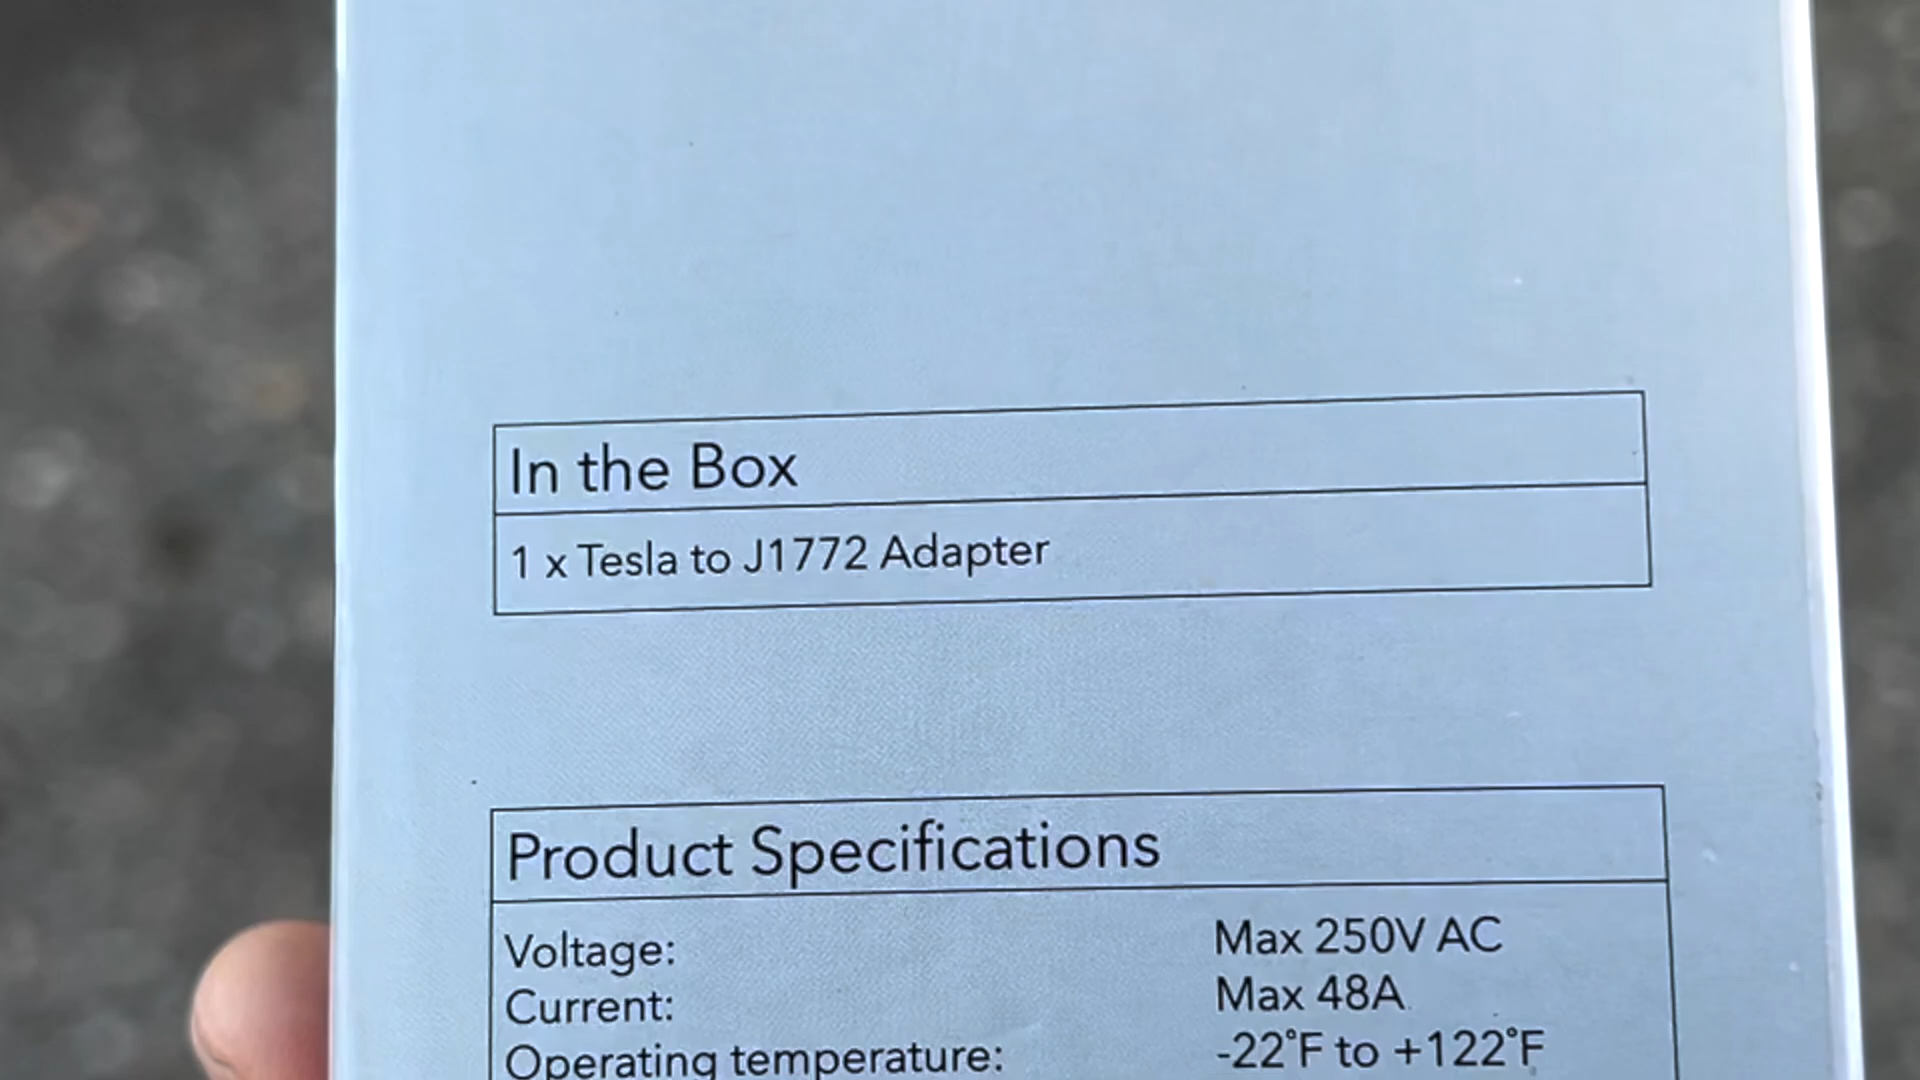 In the Box
1 x Tesla to J1772 Adapter
Product Specifications
Voltage: Max 250V AC
Current: Max 48A
Operating temperature: -22°F to +122°F